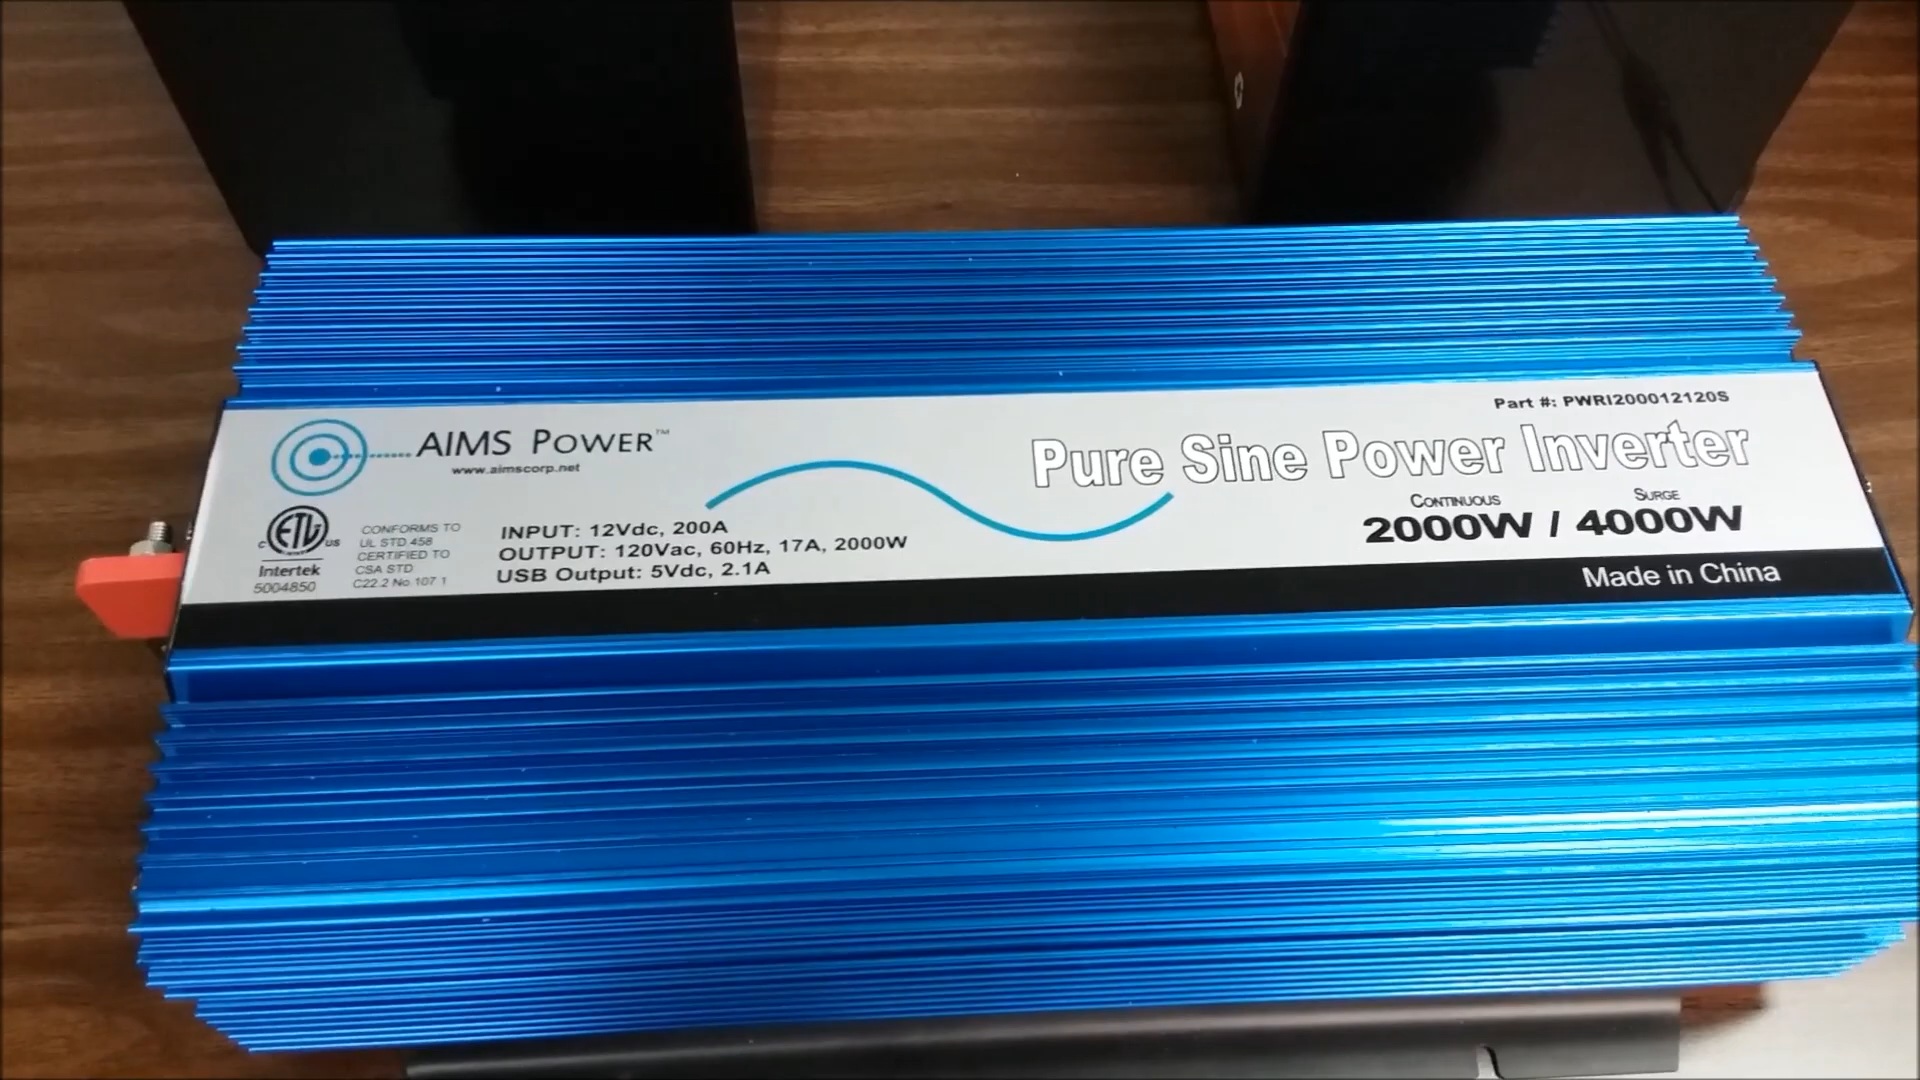 Part #: PWRI200012120S
AIMS POWER™
www.aimscorp.net
Pure Sine Power Inverter
CONTINUOUS SURGE
2000W / 4000W
ETL
C US
Intertek
5004850
CONFORMS TO
UL STD.458
CERTIFIED TO
CSA STD
C22.2 No.107.1
INPUT: 12Vdc, 200A
OUTPUT: 120Vac, 60Hz, 17A, 2000W
USB Output: 5Vdc, 2.1A
Made in China